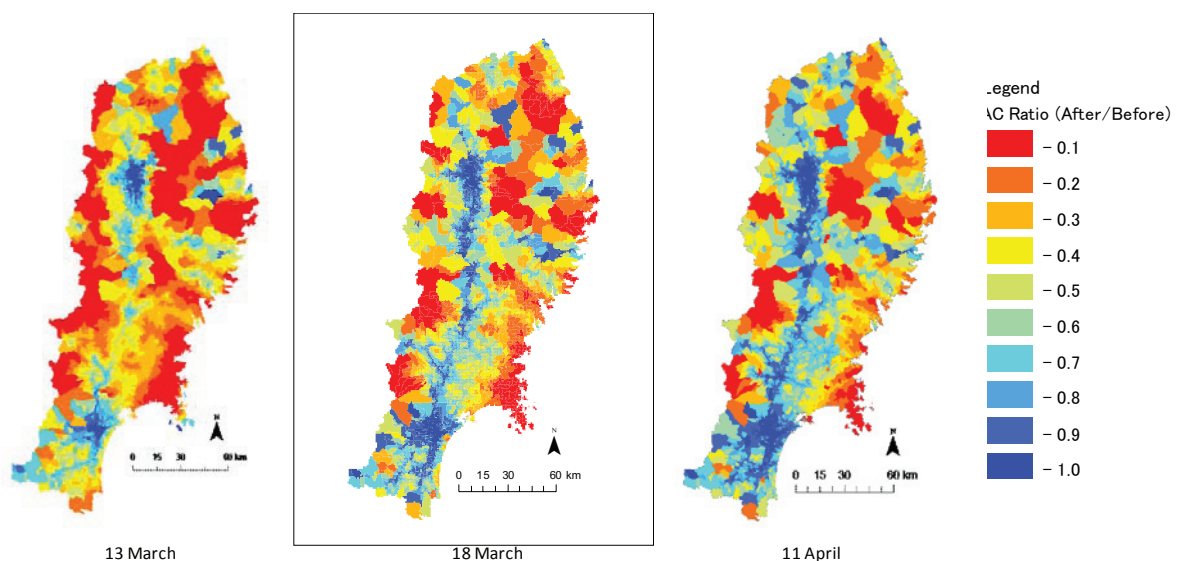 Legend
AC Ratio (After/Before)
- 0.1
- 0.2
- 0.3
- 0.4
- 0.5
- 0.6
- 0.7
- 0.8
- 0.9
- 1.0
N
0 15 30 60 km
13 March
N
0 15 30 60 km
18 March
N
0 15 30 60 km
11 April